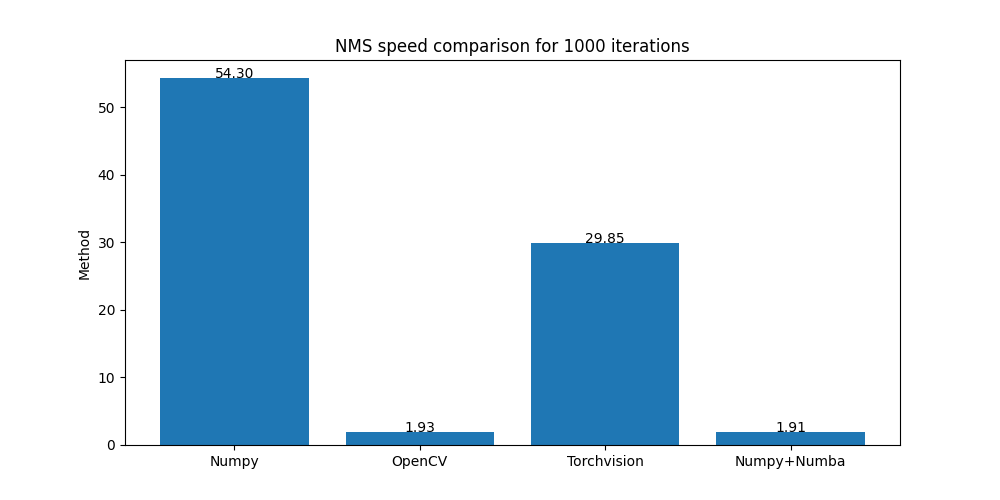 NMS speed comparison for 1000 iterations
54.30
1.93
29.85
1.91
50
40
30
20
10
0
Method
Numpy
OpenCV
Torchvision
Numpy+Numba